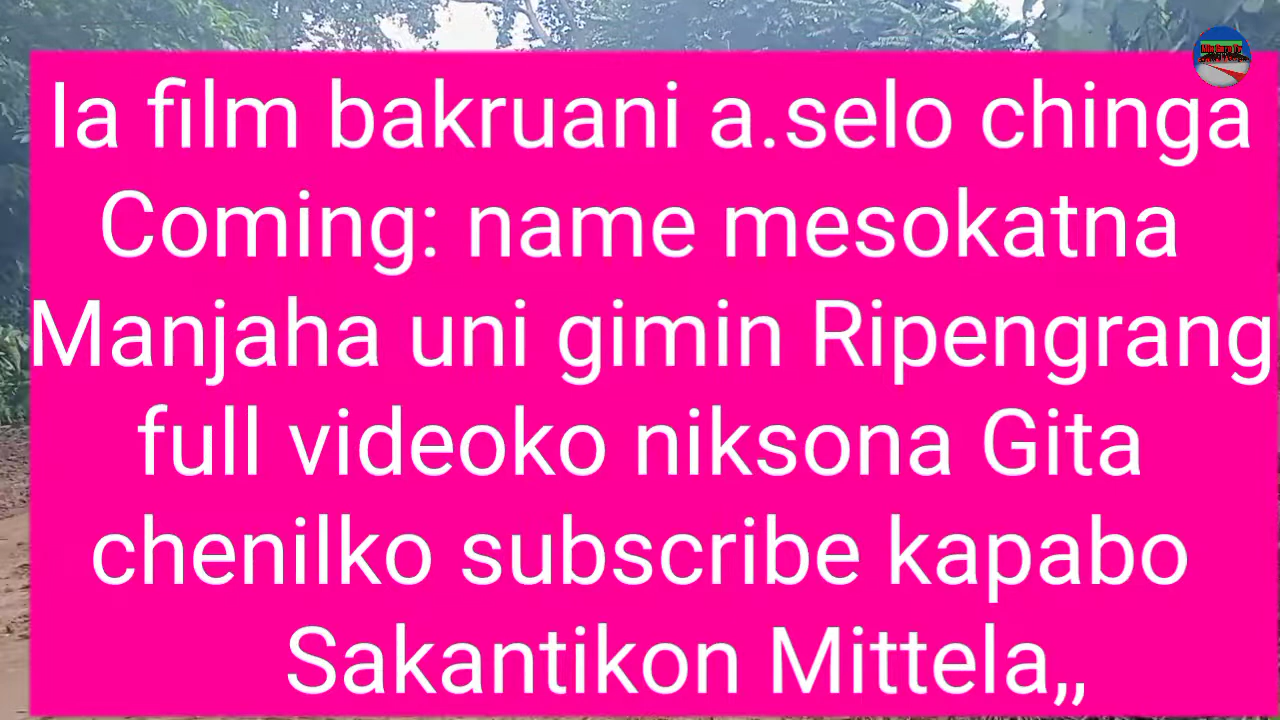 Ia film bakruani a.selo chinga
Coming: name mesokatna
Manjaha uni gimin Ripengrang
full videoko niksona Gita
chenilko subscribe kapabo
Sakantikon Mittela,,